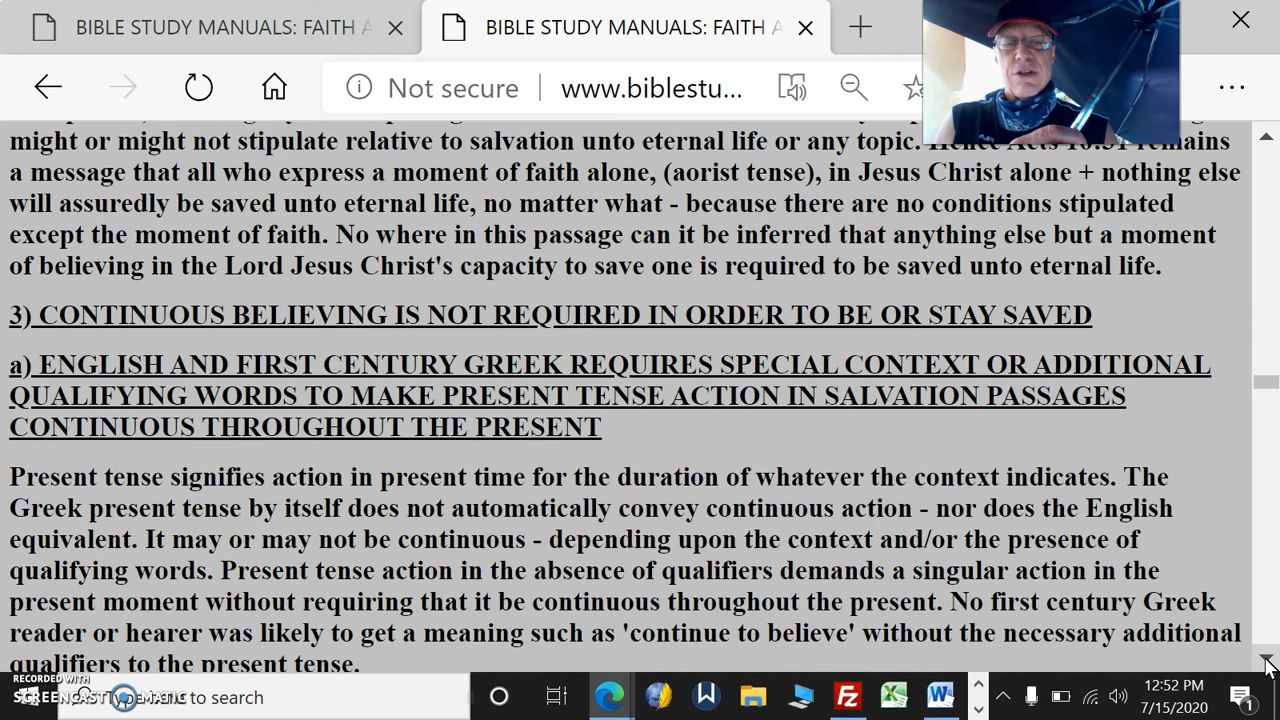 BIBLE STUDY MANUALS: FAITH A
BIBLE STUDY MANUALS: FAITH A
Not secure
www.biblestu...
might or might not stipulate relative to salvation unto eternal life or any topic. Hence Acts 16:31 remains
a message that all who express a moment of faith alone, (aorist tense), in Jesus Christ alone + nothing else
will assuredly be saved unto eternal life, no matter what - because there are no conditions stipulated
except the moment of faith. No where in this passage can it be inferred that anything else but a moment
of believing in the Lord Jesus Christ's capacity to save one is required to be saved unto eternal life.
3) CONTINUOUS BELIEVING IS NOT REQUIRED IN ORDER TO BE OR STAY SAVED
a) ENGLISH AND FIRST CENTURY GREEK REQUIRES SPECIAL CONTEXT OR ADDITIONAL
QUALIFYING WORDS TO MAKE PRESENT TENSE ACTION IN SALVATION PASSAGES
CONTINUOUS THROUGHOUT THE PRESENT
Present tense signifies action in present time for the duration of whatever the context indicates. The
Greek present tense by itself does not automatically convey continuous action - nor does the English
equivalent. It may or may not be continuous - depending upon the context and/or the presence of
qualifying words. Present tense action in the absence of qualifiers demands a singular action in the
present moment without requiring that it be continuous throughout the present. No first century Greek
reader or hearer was likely to get a meaning such as 'continue to believe' without the necessary additional
qualifiers to the present tense.
RECORDED WITH
SCREENCAST MATIC
Type here to search
12:52 PM
7/15/2020
1